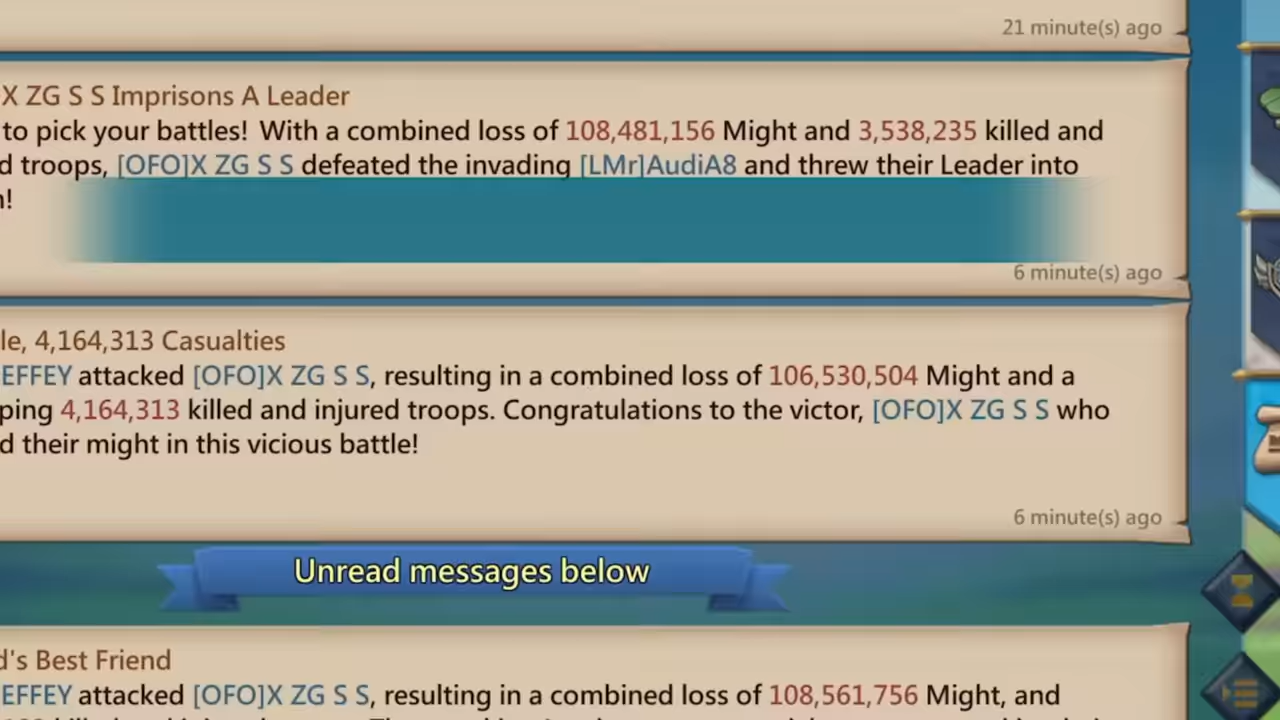 21 minute(s) ago
X ZG S S Imprisons A Leader
to pick your battles! With a combined loss of 108,481,156 Might and 3,538,235 killed and
d troops, [OFO]X ZG S S defeated the invading [LMr]AudiA8 and threw their Leader into
n!
6 minute(s) ago
le, 4,164,313 Casualties
EFFEY attacked [OFO]X ZG S S, resulting in a combined loss of 106,530,504 Might and a
ping 4,164,313 killed and injured troops. Congratulations to the victor, [OFO]X ZG S S who
d their might in this vicious battle!
6 minute(s) ago
Unread messages below
d's Best Friend
EFFEY attacked [OFO]X ZG S S, resulting in a combined loss of 108,561,756 Might, and